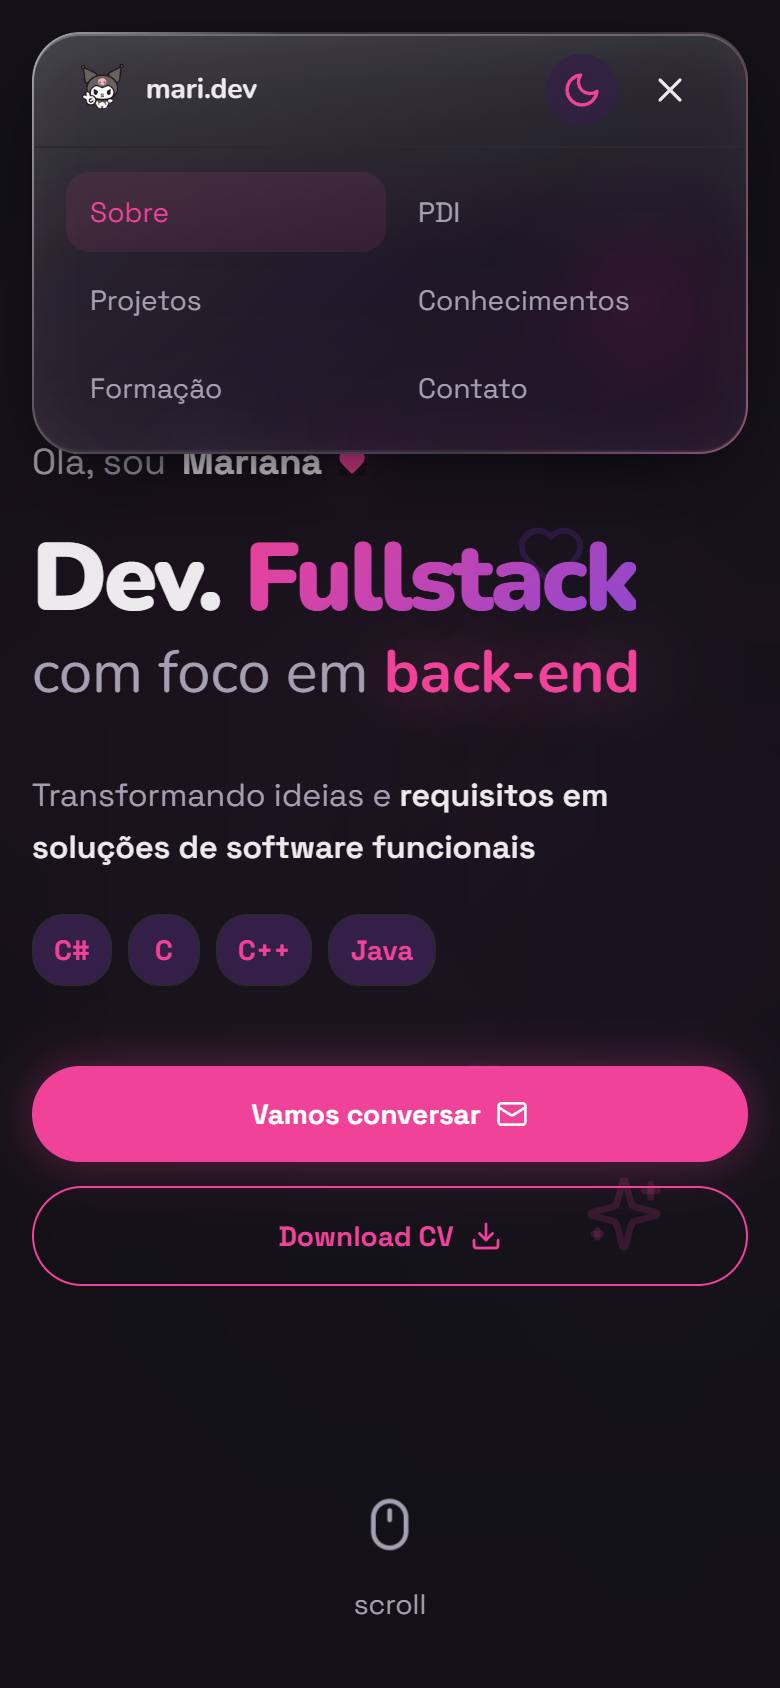 mari.dev
Sobre PDI
Projetos Conhecimentos
Formação Contato
Olá, sou Mariana
Dev. Fullstack
com foco em back-end
Transformando ideias e requisitos em
soluções de software funcionais
C# C C++ Java
Vamos conversar
Download CV
scroll